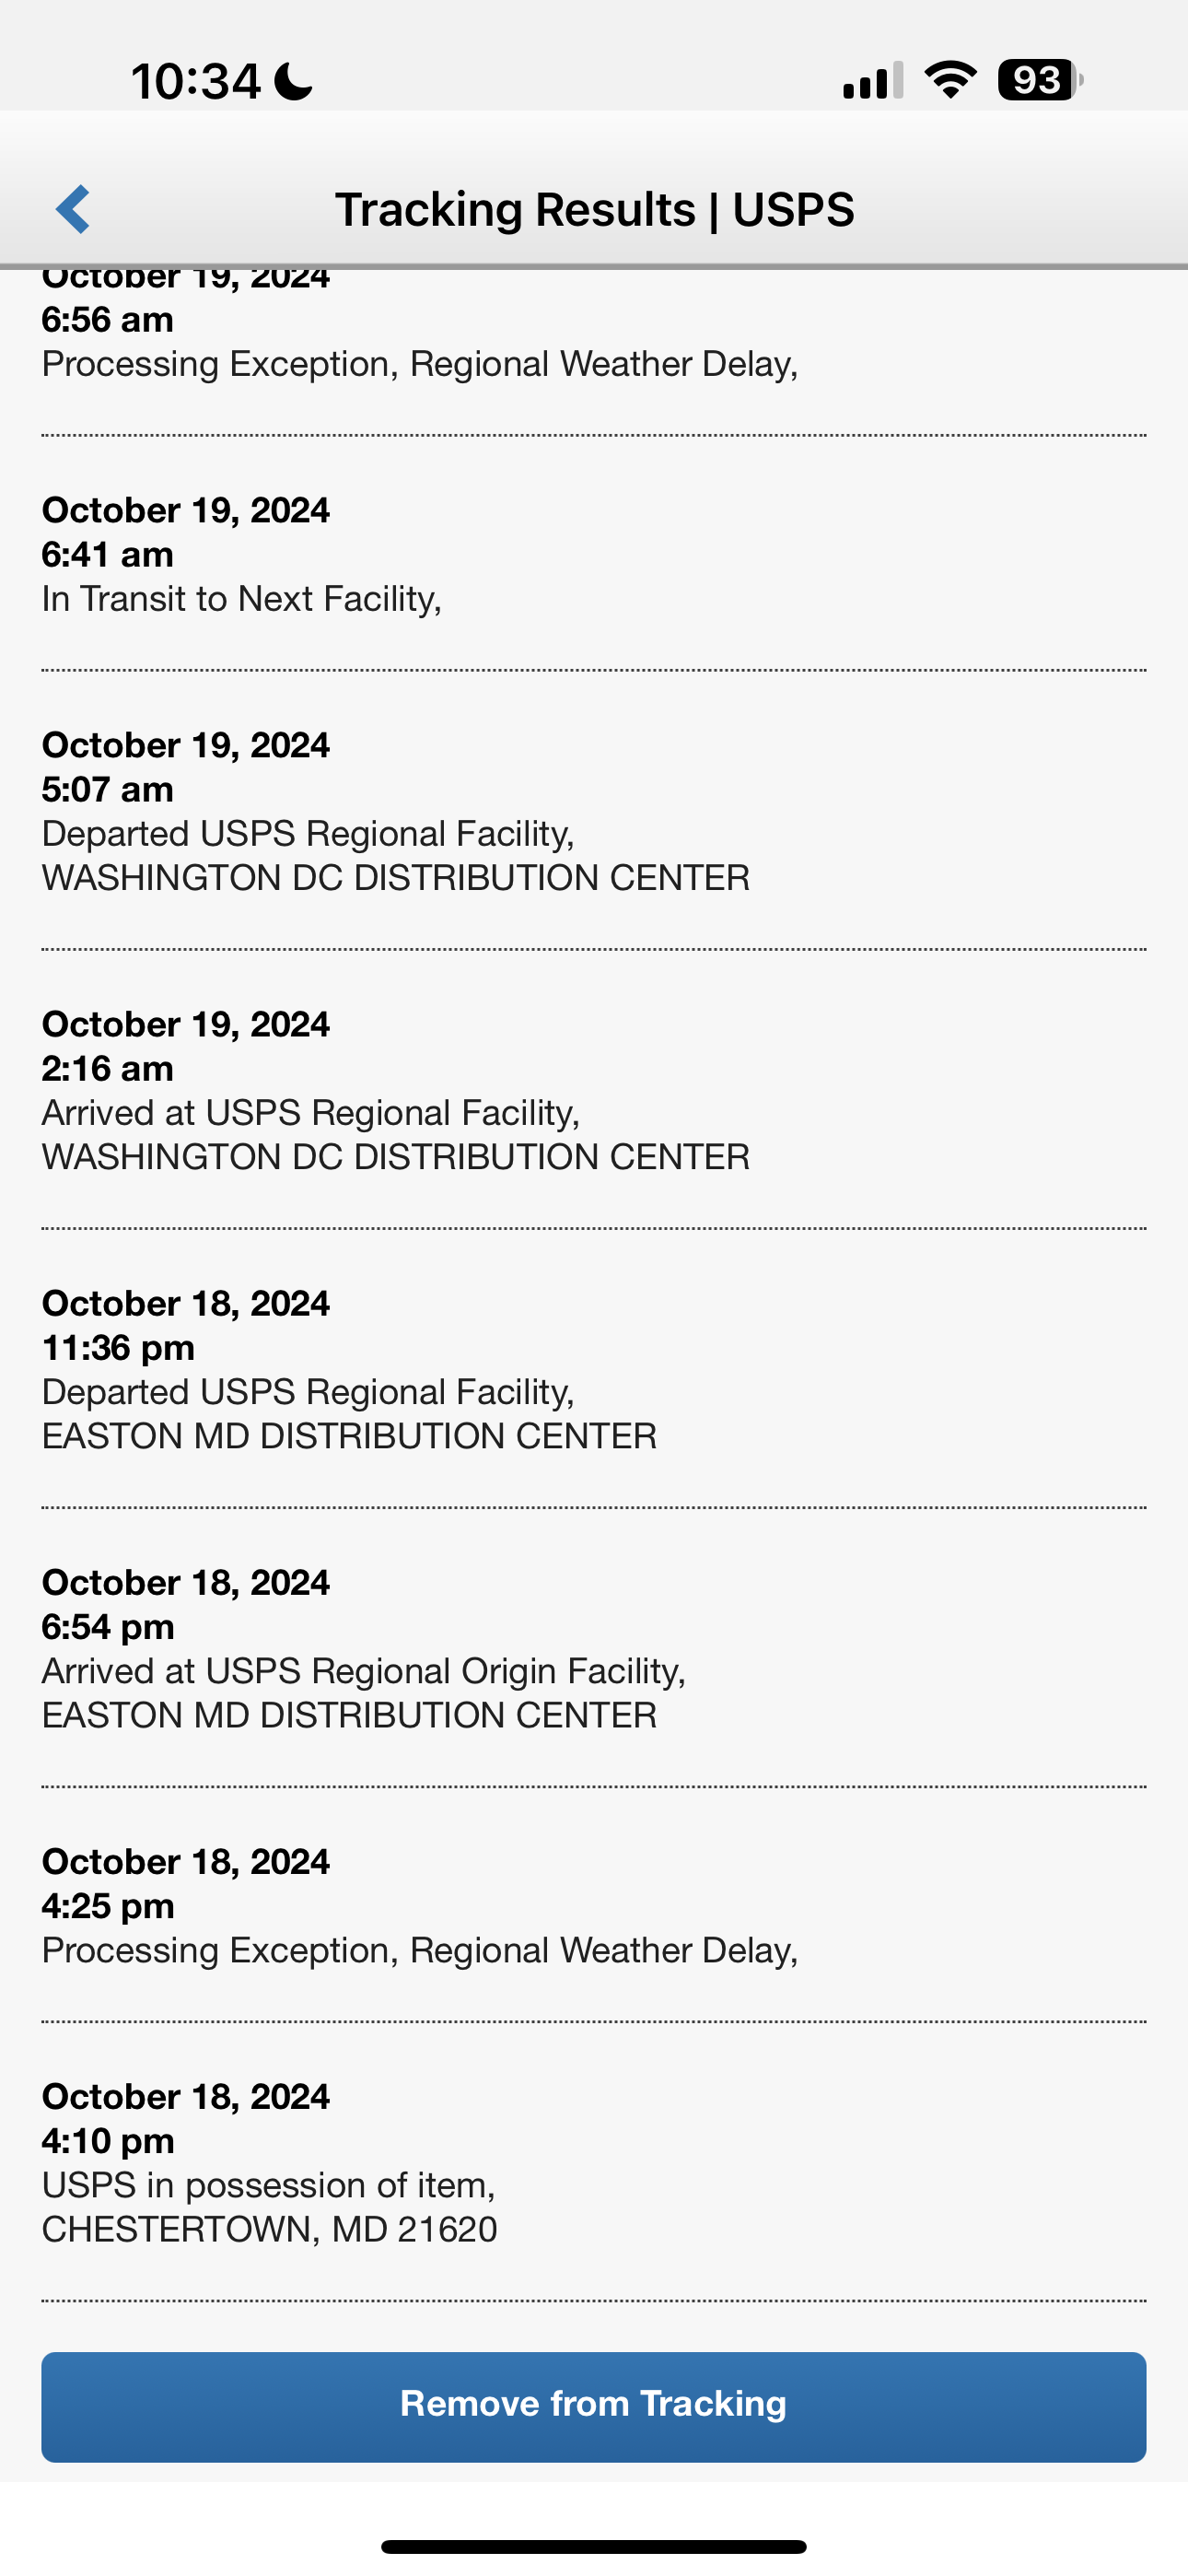 10:34
93
Tracking Results | USPS
October 19, 2024
6:56 am
Processing Exception, Regional Weather Delay,
October 19, 2024
6:41 am
In Transit to Next Facility,
October 19, 2024
5:07 am
Departed USPS Regional Facility,
WASHINGTON DC DISTRIBUTION CENTER
October 19, 2024
2:16 am
Arrived at USPS Regional Facility,
WASHINGTON DC DISTRIBUTION CENTER
October 18, 2024
11:36 pm
Departed USPS Regional Facility,
EASTON MD DISTRIBUTION CENTER
October 18, 2024
6:54 pm
Arrived at USPS Regional Origin Facility,
EASTON MD DISTRIBUTION CENTER
October 18, 2024
4:25 pm
Processing Exception, Regional Weather Delay,
October 18, 2024
4:10 pm
USPS in possession of item,
CHESTERTOWN, MD 21620
Remove from Tracking